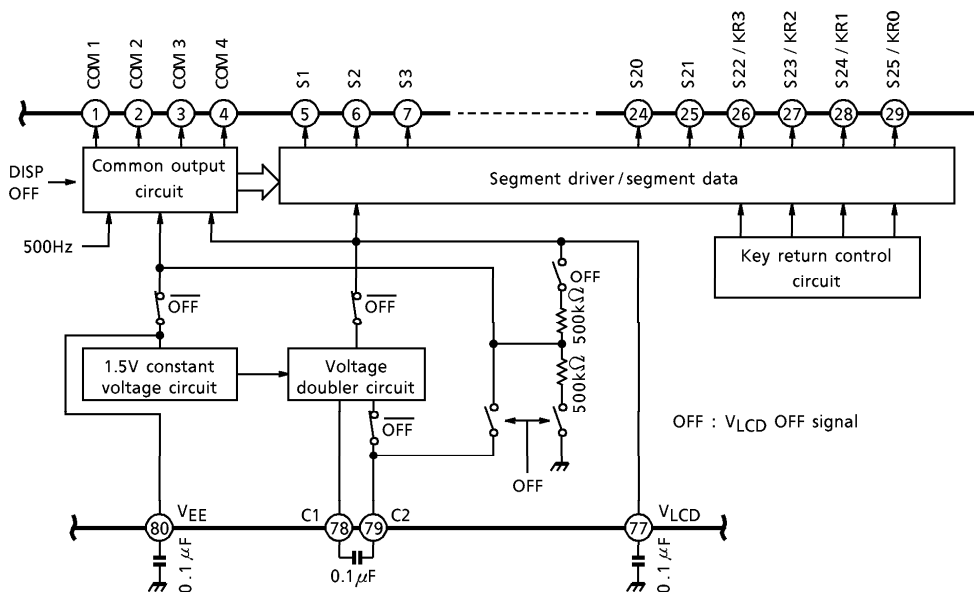 COM 1
COM 2
COM 3
COM 4
S1
S2
S3
S20
S21
S22 / KR3
S23 / KR2
S24 / KR1
S25 / KR0
1
2
3
4
5
6
7
24
25
26
27
28
29
DISP
OFF
Common output
circuit
Segment driver/segment data
500Hz
Key return control
circuit
OFF
OFF
OFF
500kΩ
500kΩ
1.5V constant
voltage circuit
Voltage
doubler circuit
OFF
OFF
OFF : VLCD OFF signal
VEE
C1
C2
VLCD
80
78
79
77
0.1μF
0.1μF
0.1μF